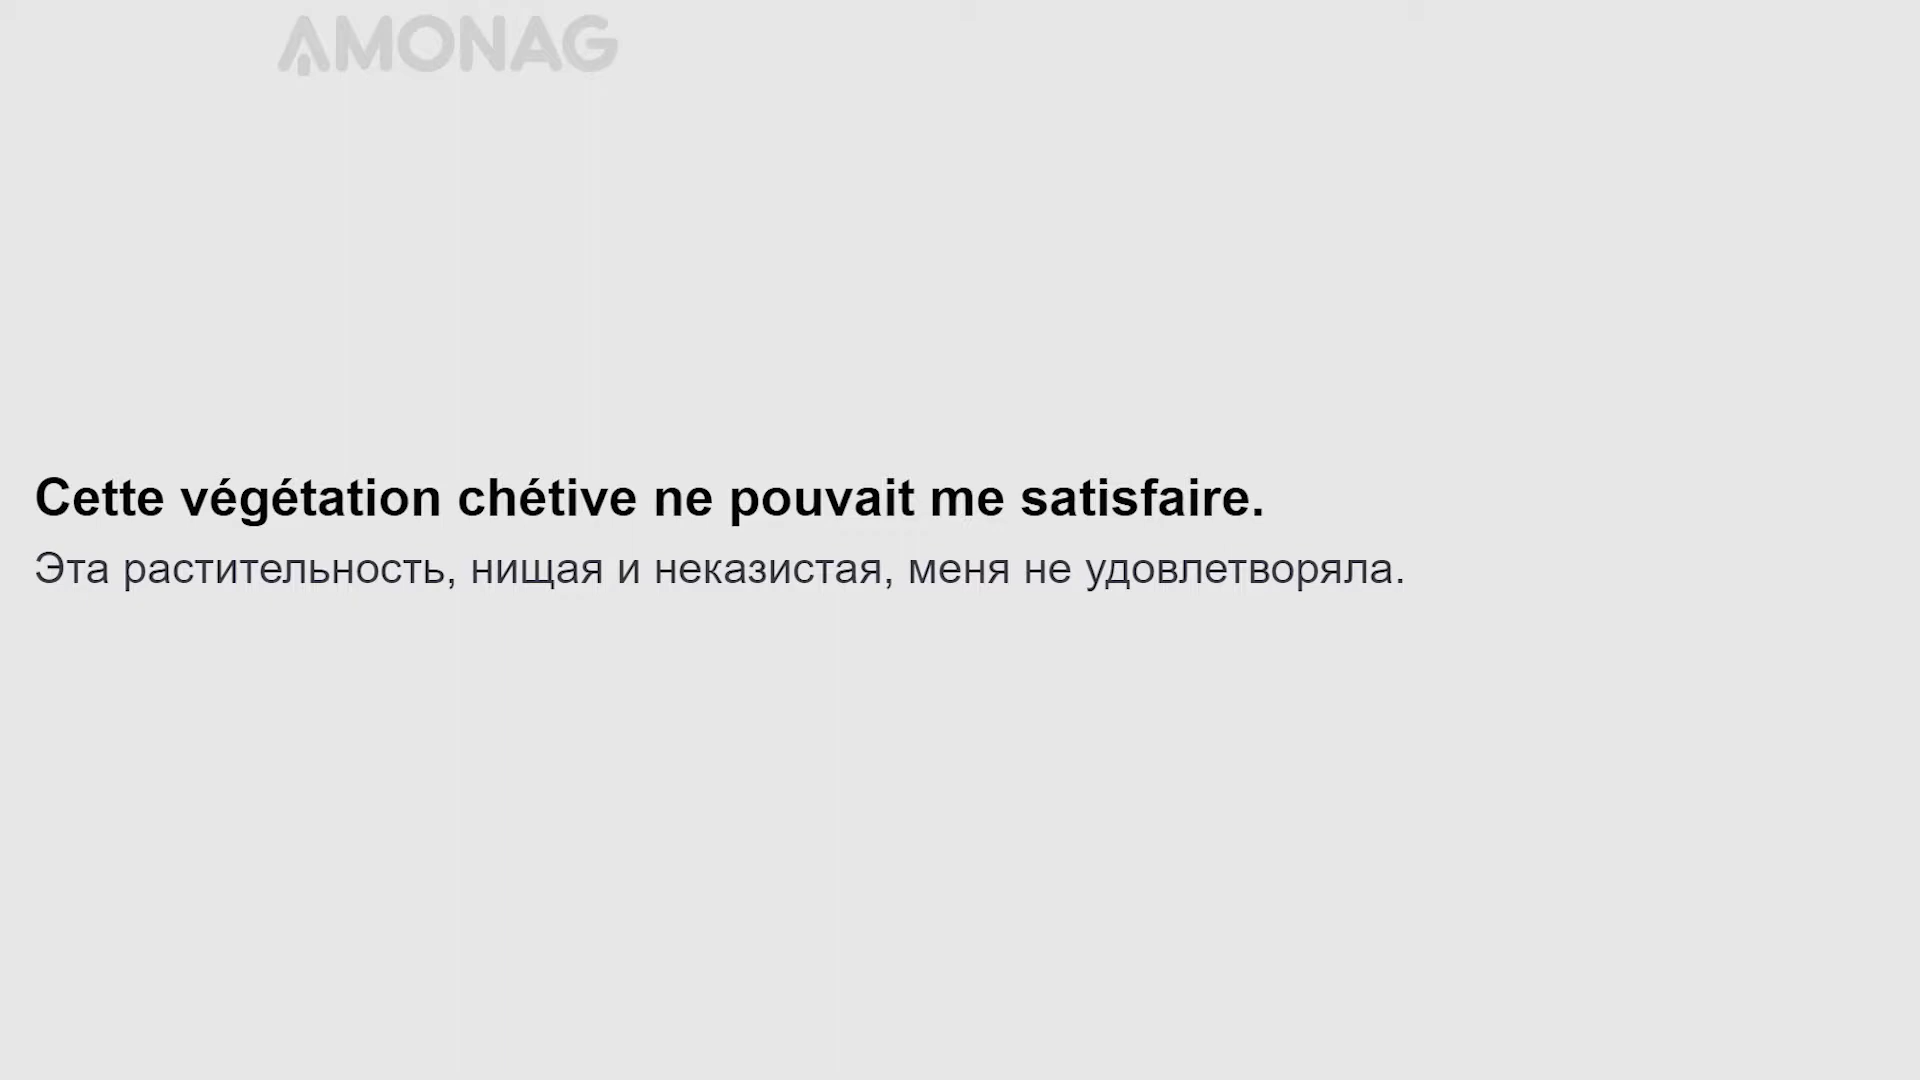 AMONAG
Cette végétation chétive ne pouvait me satisfaire.
Эта растительность, нищая и неказистая, меня не удовлетворяла.